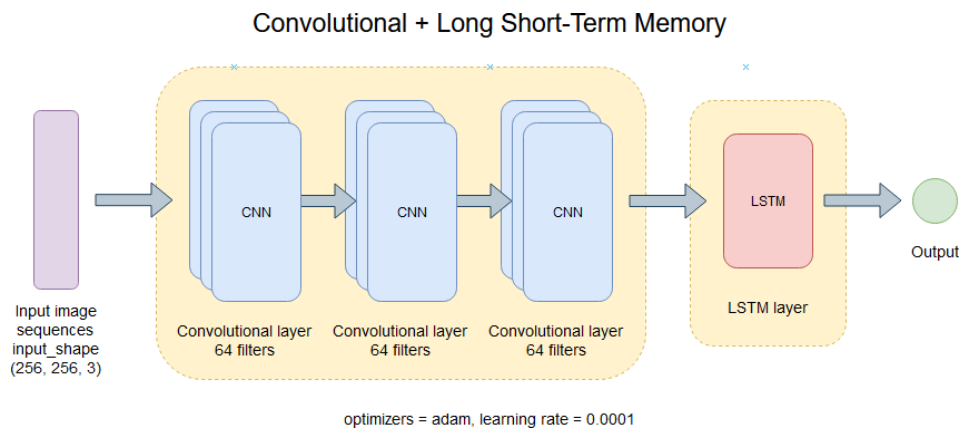 Convolutional + Long Short-Term Memory
CNN
CNN
CNN
LSTM
Output
Input image
sequences
input_shape
(256, 256, 3)
Convolutional layer
64 filters
Convolutional layer
64 filters
Convolutional layer
64 filters
LSTM layer
optimizers = adam, learning rate = 0.0001